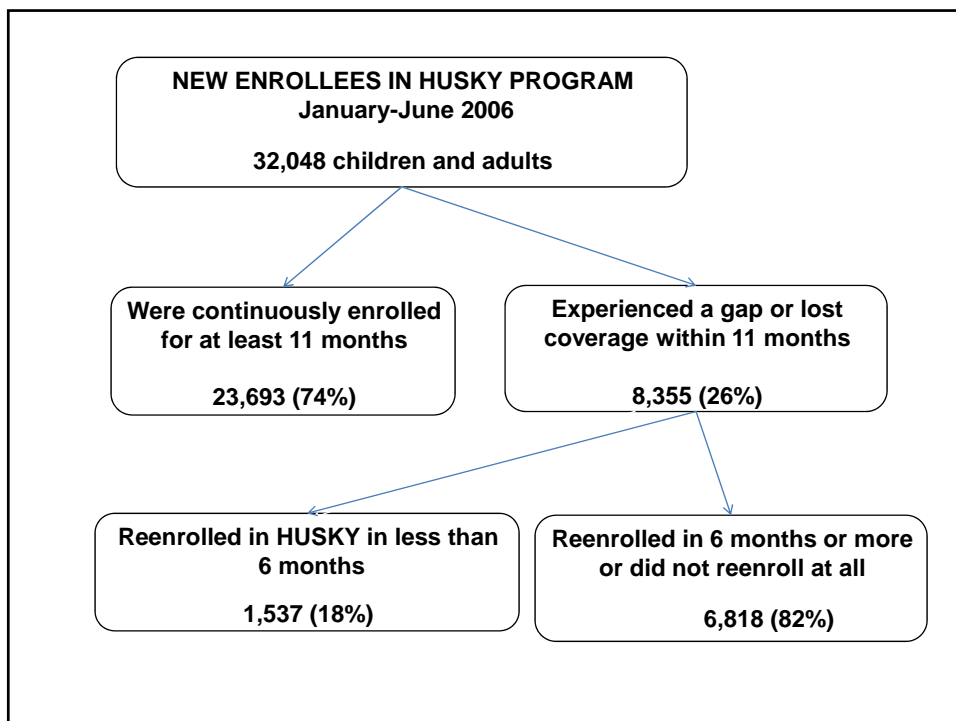 NEW ENROLLEES IN HUSKY PROGRAM
January-June 2006
32,048 children and adults
Were continuously enrolled
for at least 11 months
23,693 (74%)
Experienced a gap or lost
coverage within 11 months
8,355 (26%)
Reenrolled in HUSKY in less than
6 months
1,537 (18%)
Reenrolled in 6 months or more
or did not reenroll at all
6,818 (82%)